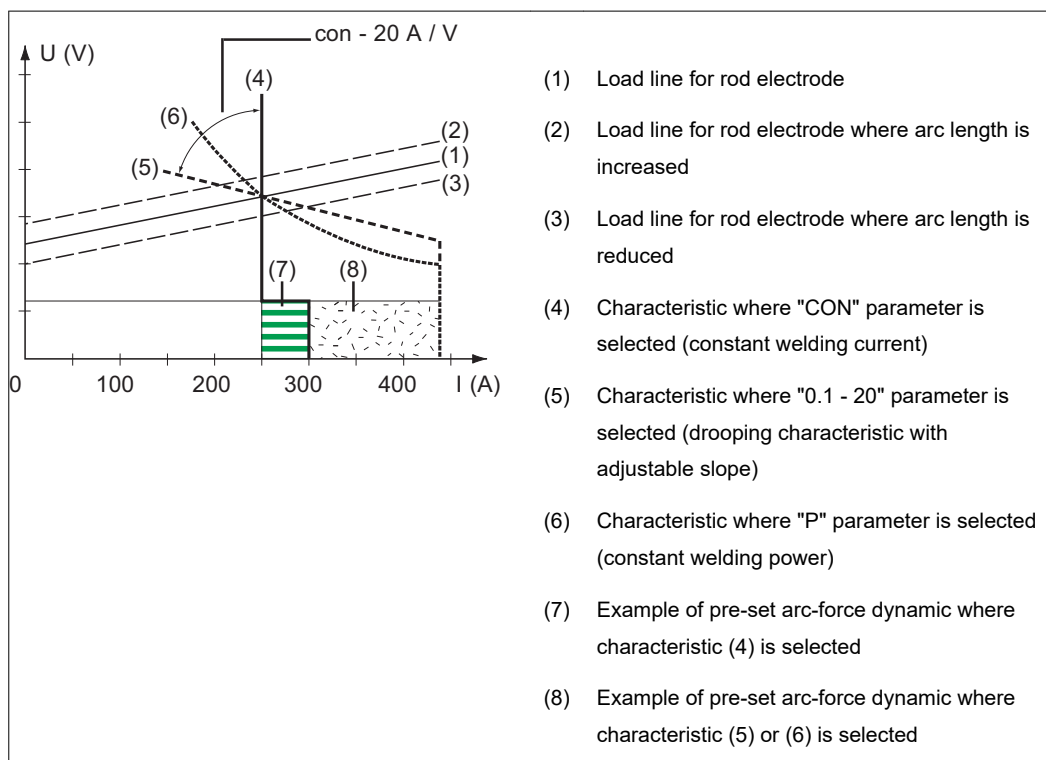 con - 20 A / V
U (V)
(4)
(6)
(2)
(1)
(5)
(3)
(7)
(8)
0
100
200
300
400
I (A)
(1) Load line for rod electrode
(2) Load line for rod electrode where arc length is
increased
(3) Load line for rod electrode where arc length is
reduced
(4) Characteristic where "CON" parameter is
selected (constant welding current)
(5) Characteristic where "0.1 - 20" parameter is
selected (drooping characteristic with
adjustable slope)
(6) Characteristic where "P" parameter is selected
(constant welding power)
(7) Example of pre-set arc-force dynamic where
characteristic (4) is selected
(8) Example of pre-set arc-force dynamic where
characteristic (5) or (6) is selected